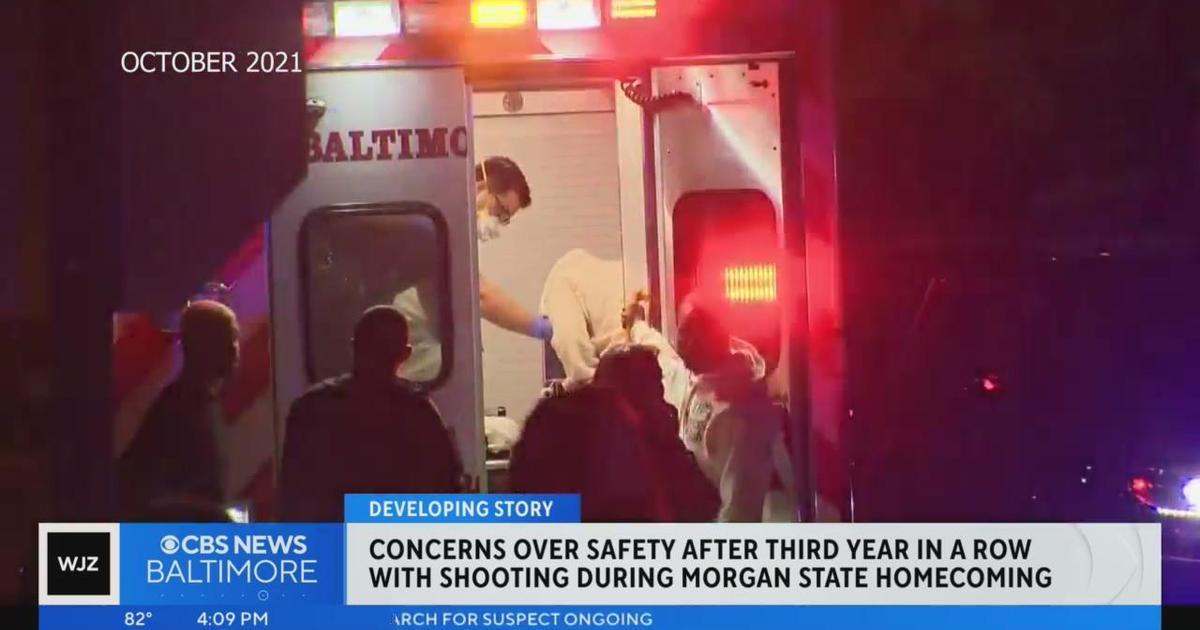 OCTOBER 2021
BALTIMO
DEVELOPING STORY
WJZ
CBS NEWS
BALTIMORE
CONCERNS OVER SAFETY AFTER THIRD YEAR IN A ROW
WITH SHOOTING DURING MORGAN STATE HOMECOMING
82° 4:09 PM ARCH FOR SUSPECT ONGOING